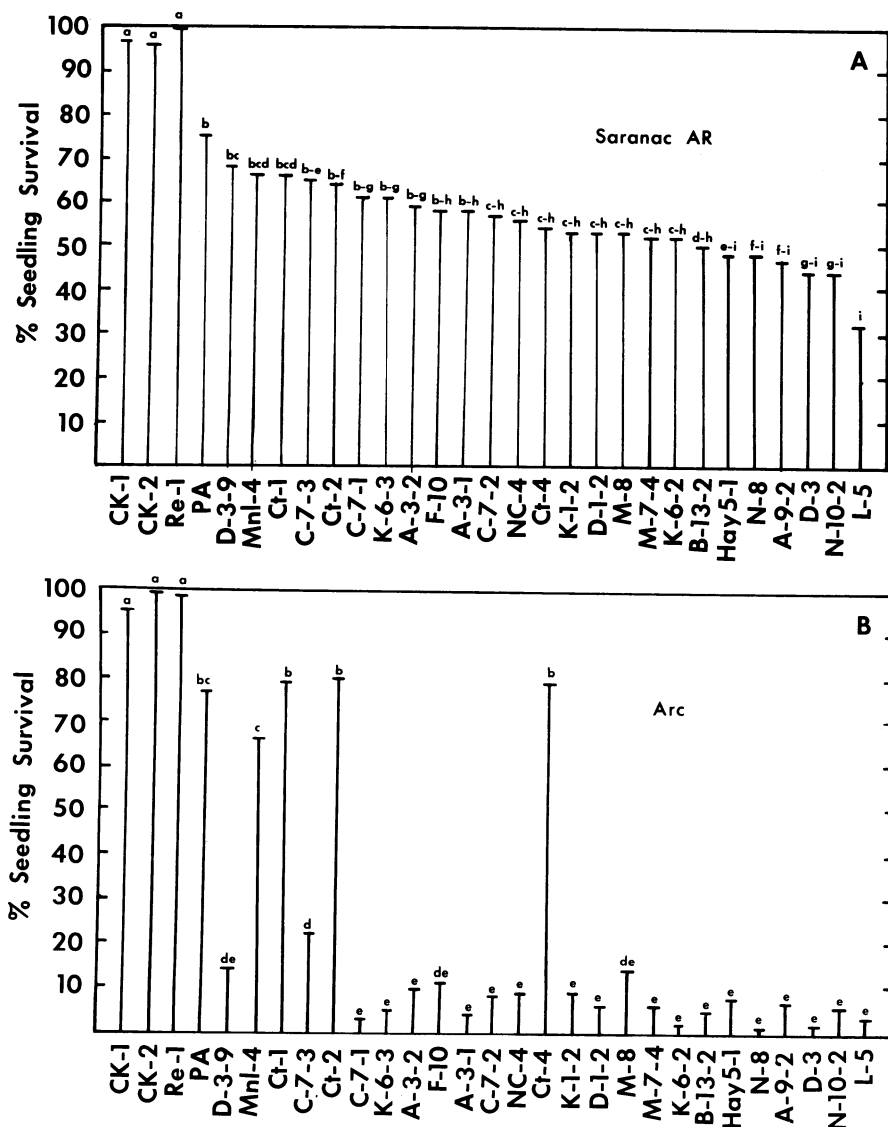 A
Saranac AR
% Seedling Survival
100
90
80
70
60
50
40
30
20
10
a
a
a
b
bc
bcd
bcd
b-e
b-f
b-g
b-g
b-g
b-h
b-h
c-h
c-h
c-h
c-h
c-h
c-h
c-h
c-h
d-h
e-i
f-i
f-i
g-i
g-i
i
CK-1
CK-2
Re-1
PA
D-3-9
Mnl-4
Ct-1
C-7-3
Ct-2
C-7-1
K-6-3
A-3-2
F-10
A-3-1
C-7-2
NC-4
Ct-4
K-1-2
D-1-2
M-8
M-7-4
K-6-2
B-13-2
Hay5-1
N-8
A-9-2
D-3
N-10-2
L-5
B
Arc
% Seedling Survival
100
90
80
70
60
50
40
30
20
10
a
a
a
bc
de
c
b
d
b
e
e
e
de
e
e
e
b
e
e
de
e
e
e
e
e
e
e
e
e
CK-1
CK-2
Re-1
PA
D-3-9
Mnl-4
Ct-1
C-7-3
Ct-2
C-7-1
K-6-3
A-3-2
F-10
A-3-1
C-7-2
NC-4
Ct-4
K-1-2
D-1-2
M-8
M-7-4
K-6-2
B-13-2
Hay5-1
N-8
A-9-2
D-3
N-10-2
L-5